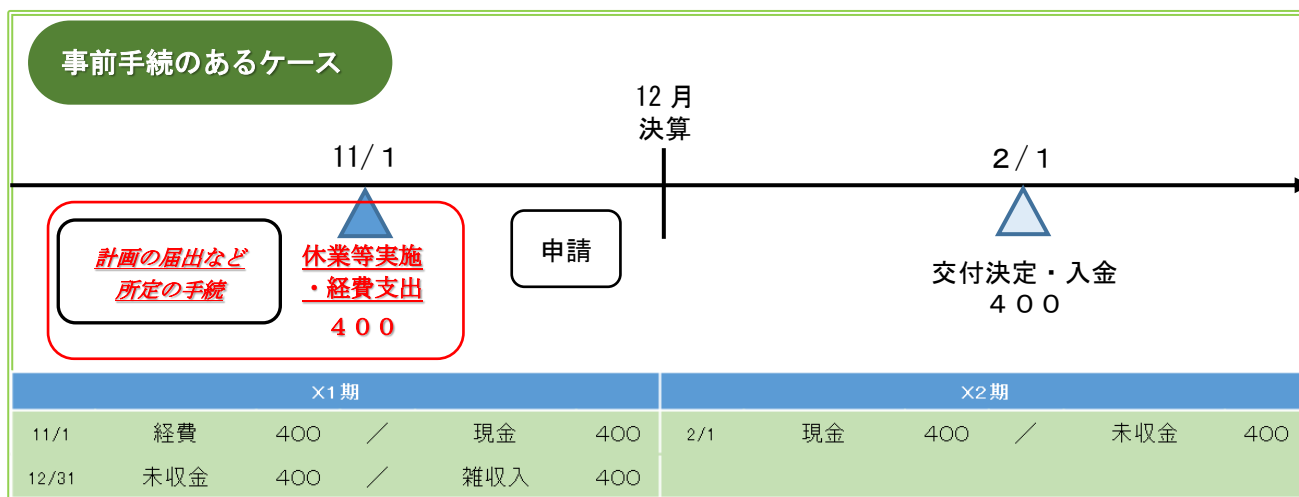 事前手続のあるケース
12 月
決算
11/ 1
２/ １
計画の届出など
所定の手続
休業等実施
・経費支出
４００
申請
交付決定・入金
４００
X1期
X2期
11/1 経費 400 ／ 現金 400
2/1 現金 400 ／ 未収金 400
12/31 未収金 400 ／ 雑収入 400